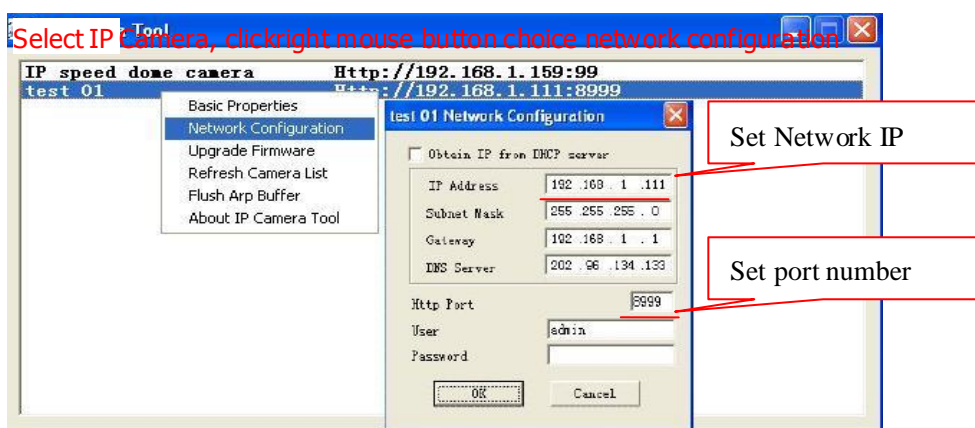 Tool
Select IP Camera, clickright mouse button choice network configuration
IP speed dome camera Http://192.168.1.159:99
test 01 Http://192.168.1.111:8999
Basic Properties
Network Configuration
Upgrade Firmware
Refresh Camera List
Flush Arp Buffer
About IP Camera Tool
test 01 Network Configuration
Obtain IP from DHCP server
IP Address 192 .168 . 1 .111
Subnet Mask 255 .255 .255 . 0
Gateway 192 .168 . 1 . 1
DNS Server 202 . 96 .134 .133
Http Port 8999
User admin
Password
OK Cancel
Set Network IP
Set port number